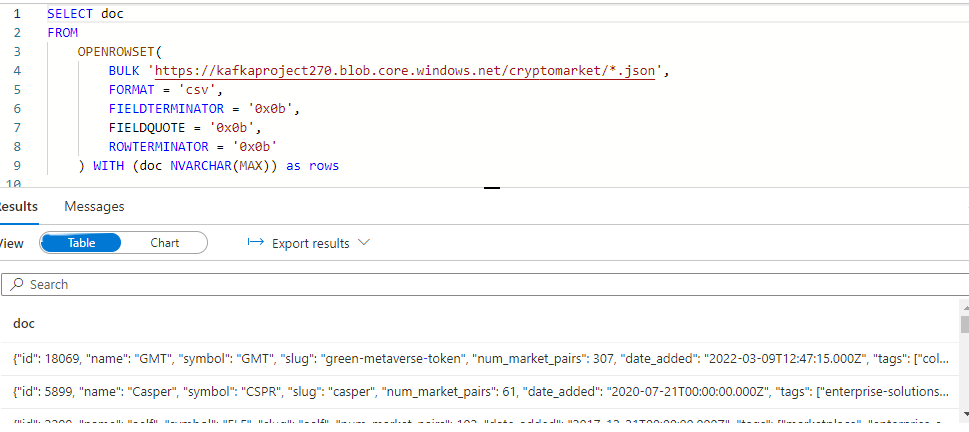 1 SELECT doc
2 FROM
3 OPENROWSET(
4 BULK 'https://kafkaproject270.blob.core.windows.net/cryptomarket/*.json',
5 FORMAT = 'csv',
6 FIELDTERMINATOR = '0x0b',
7 FIELDQUOTE = '0x0b',
8 ROWTERMINATOR = '0x0b'
9 ) WITH (doc NVARCHAR(MAX)) as rows
10
Results Messages
View Table Chart Export results
Search
doc
{"id": 18069, "name": "GMT", "symbol": "GMT", "slug": "green-metaverse-token", "num_market_pairs": 307, "date_added": "2022-03-09T12:47:15.000Z", "tags": ["col...
{"id": 5899, "name": "Casper", "symbol": "CSPR", "slug": "casper", "num_market_pairs": 61, "date_added": "2020-07-21T00:00:00.000Z", "tags": ["enterprise-solutions...